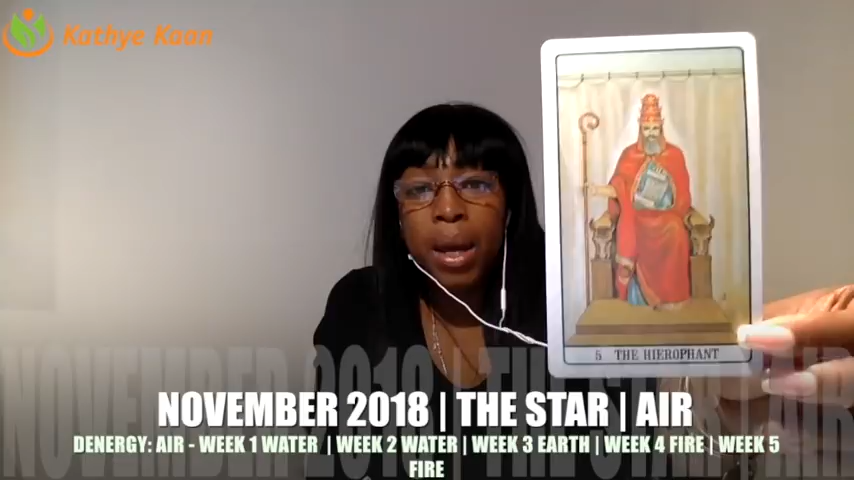 Kathye Kaan
5 THE HIEROPHANT
NOVEMBER 2018 | THE STAR | AIR
DENERGY: AIR - WEEK 1 WATER | WEEK 2 WATER | WEEK 3 EARTH | WEEK 4 FIRE | WEEK 5
FIRE